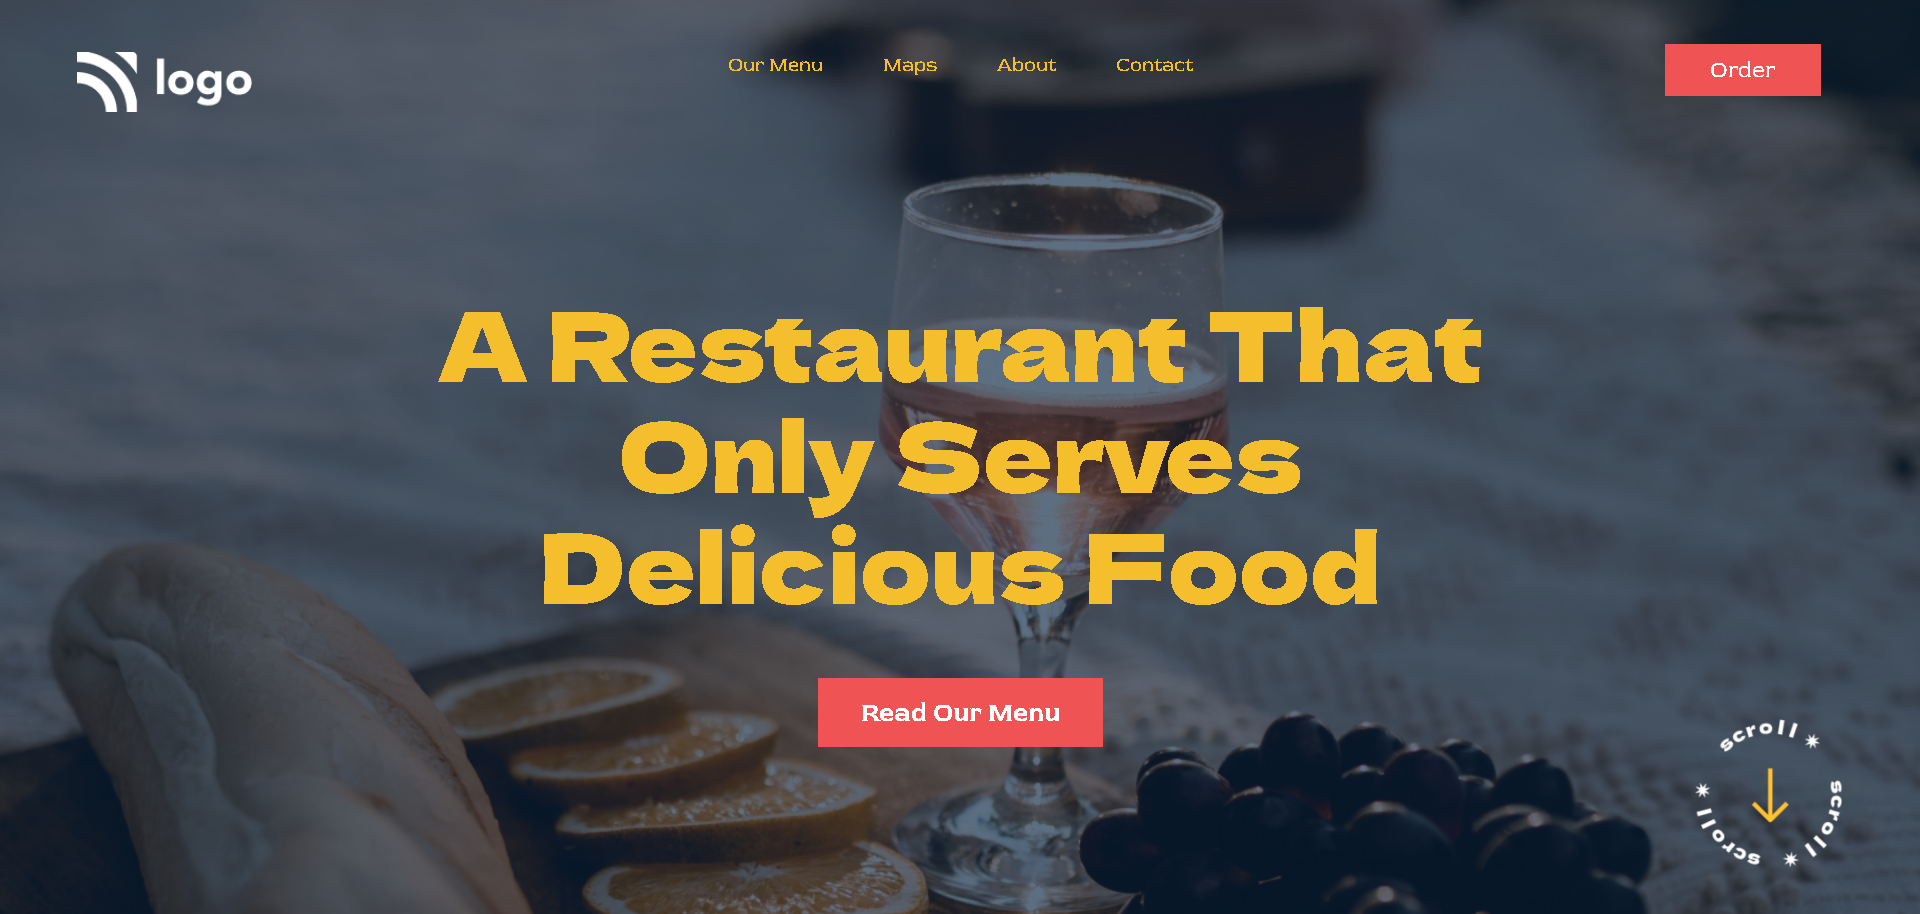 logo
Our Menu Maps About Contact
Order
A Restaurant That
Only Serves
Delicious Food
Read Our Menu
scroll
scroll
scroll